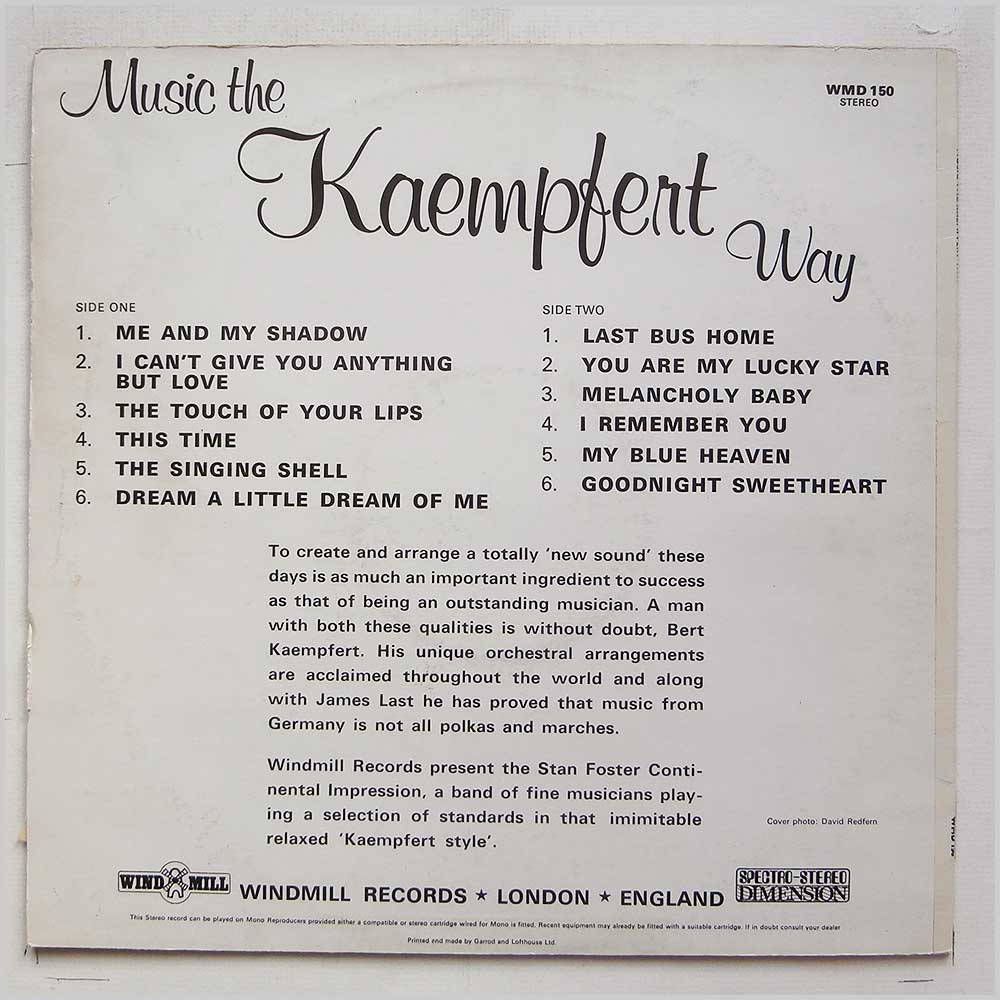 Music the
Kaempfert
Way
WMD 150
STEREO
SIDE ONE
1. ME AND MY SHADOW
2. I CAN'T GIVE YOU ANYTHING
BUT LOVE
3. THE TOUCH OF YOUR LIPS
4. THIS TIME
5. THE SINGING SHELL
6. DREAM A LITTLE DREAM OF ME
SIDE TWO
1. LAST BUS HOME
2. YOU ARE MY LUCKY STAR
3. MELANCHOLY BABY
4. I REMEMBER YOU
5. MY BLUE HEAVEN
6. GOODNIGHT SWEETHEART
To create and arrange a totally 'new sound' these
days is as much an important ingredient to success
as that of being an outstanding musician. A man
with both these qualities is without doubt, Bert
Kaempfert. His unique orchestral arrangements
are acclaimed throughout the world and along
with James Last he has proved that music from
Germany is not all polkas and marches.
Windmill Records present the Stan Foster Conti-
nental Impression, a band of fine musicians play-
ing a selection of standards in that imimitable
relaxed 'Kaempfert style'.
Cover photo: David Redfern
WINDMILL
WINDMILL RECORDS ★ LONDON ★ ENGLAND
SPECTRO-STEREO
DIMENSION
This Stereo record can be played on Mono Reproducers provided either a compatible or stereo cartridge wired for Mono is fitted. Recent equipment may already be fitted with a suitable cartridge. If in doubt consult your dealer
Printed and made by Garrod and Lofthouse Ltd.